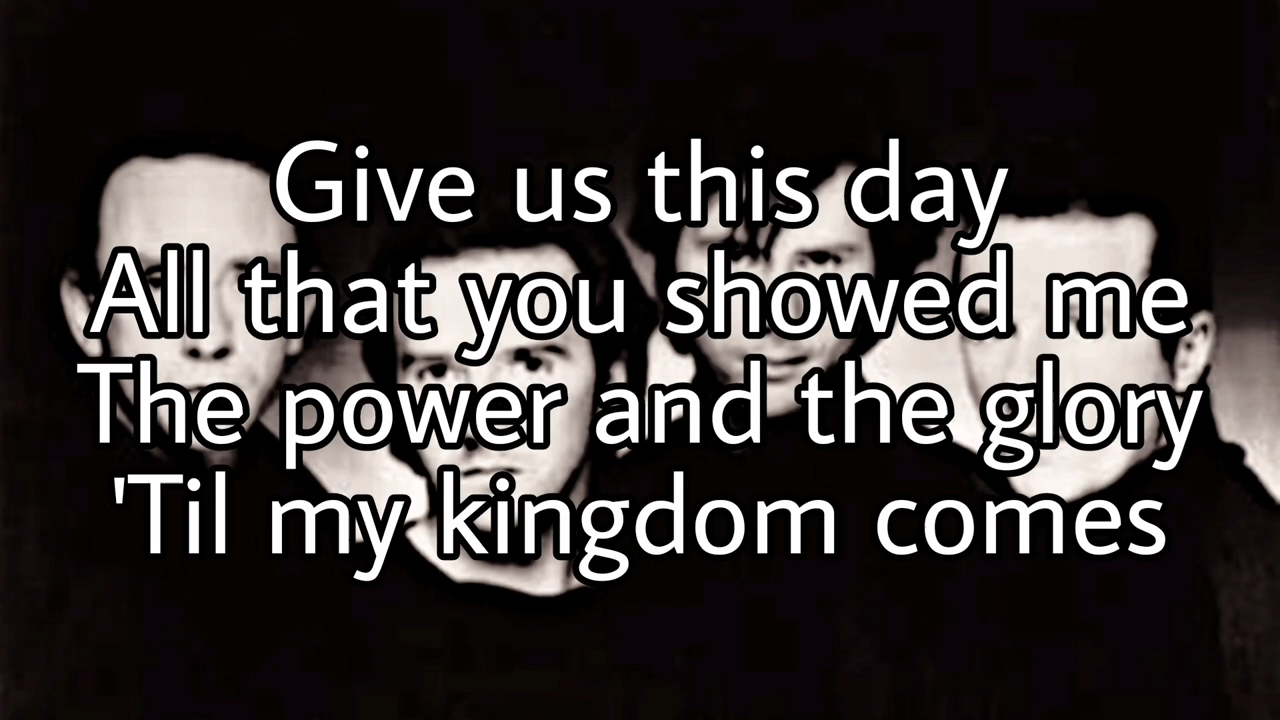 Give us this day
All that you showed me
The power and the glory
'Til my kingdom comes